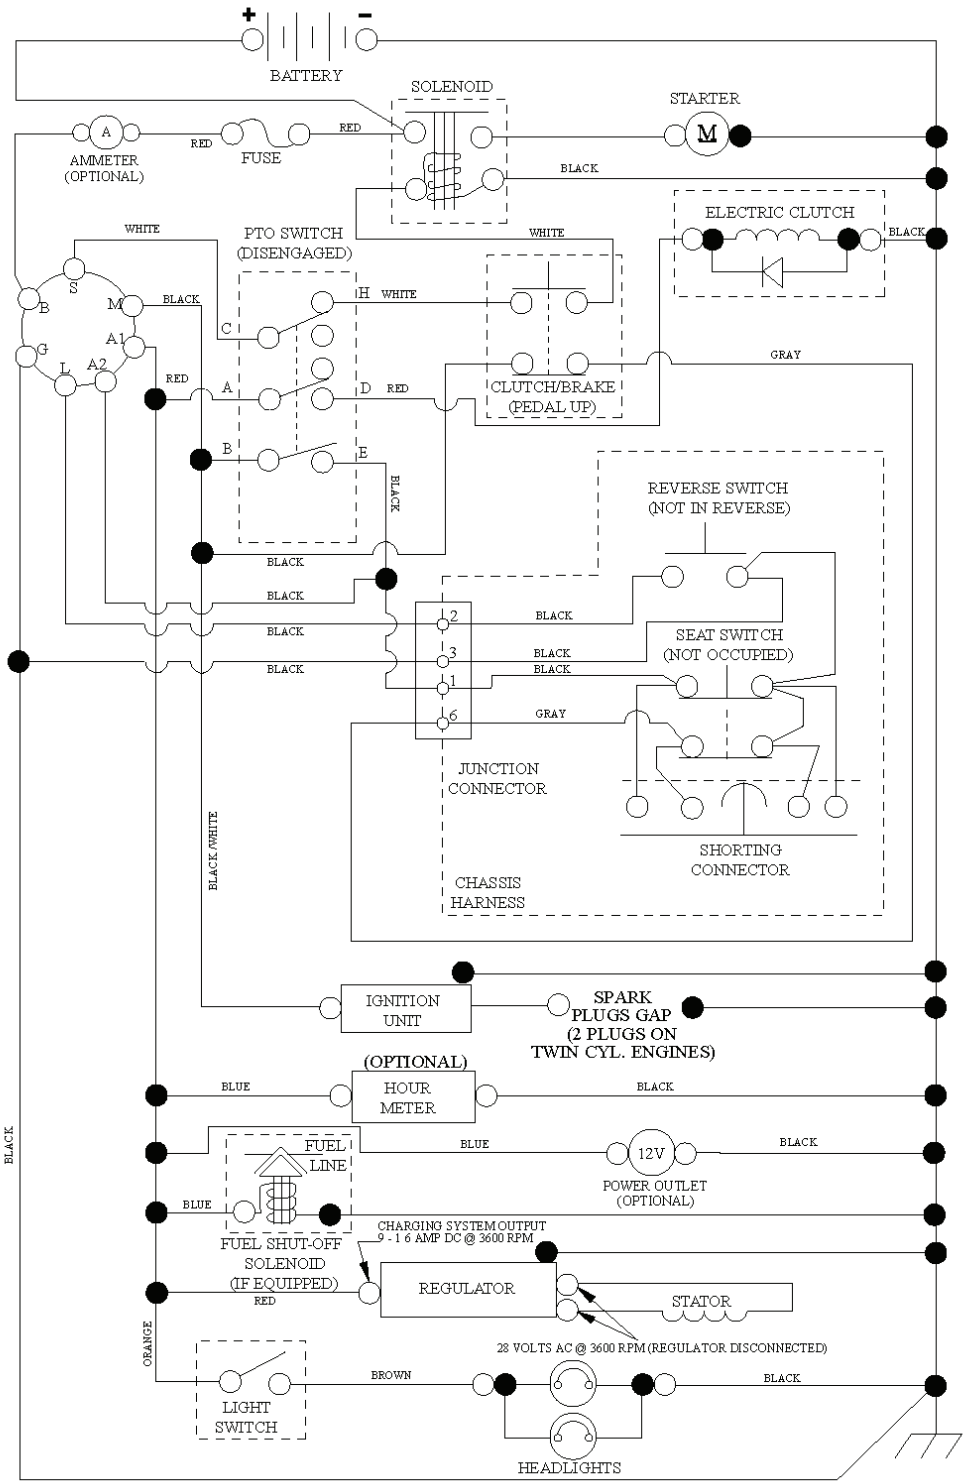 + -
BATTERY
SOLENOID
STARTER
A
RED
FUSE
RED
M
AMMETER
(OPTIONAL)
BLACK
ELECTRIC CLUTCH
WHITE
PTO SWITCH
(DISENGAGED)
WHITE
BLACK
S
B
M
BLACK
H
WHITE
C
G
A1
L
A2
RED
A
D
RED
GRAY
CLUTCH/BRAKE
(PEDAL UP)
B
E
BLACK
REVERSE SWITCH
(NOT IN REVERSE)
BLACK
BLACK
BLACK
2
BLACK
SEAT SWITCH
(NOT OCCUPIED)
BLACK
3
BLACK
BLACK
1
6
GRAY
JUNCTION
CONNECTOR
BLACK/WHITE
SHORTING
CONNECTOR
CHASSIS
HARNESS
IGNITION
UNIT
SPARK
PLUGS GAP
(2 PLUGS ON
TWIN CYL. ENGINES)
(OPTIONAL)
HOUR
METER
BLUE
BLACK
BLACK
FUEL
LINE
BLUE
12V
BLACK
POWER OUTLET
(OPTIONAL)
BLUE
FUEL SHUT-OFF
SOLENOID
(IF EQUIPPED)
CHARGING SYSTEM OUTPUT
9 - 1 6 AMP DC @ 3600 RPM
RED
REGULATOR
STATOR
ORANGE
28 VOLTS AC @ 3600 RPM (REGULATOR DISCONNECTED)
LIGHT
SWITCH
BROWN
BLACK
HEADLIGHTS